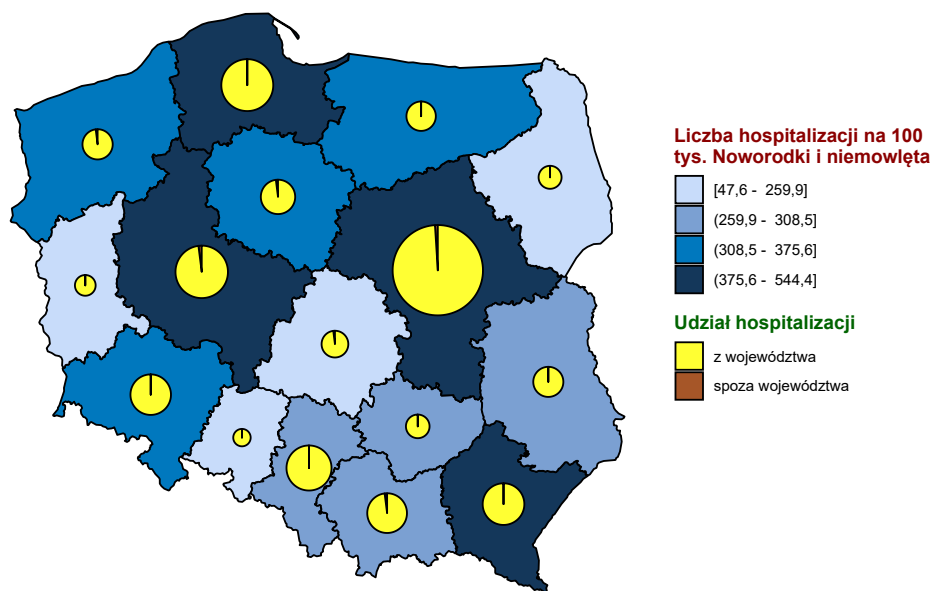 Liczba hospitalizacji na 100
tys. Noworodki i niemowlęta
[47,6 - 259,9]
(259,9 - 308,5]
(308,5 - 375,6]
(375,6 - 544,4]
Udział hospitalizacji
z województwa
spoza województwa